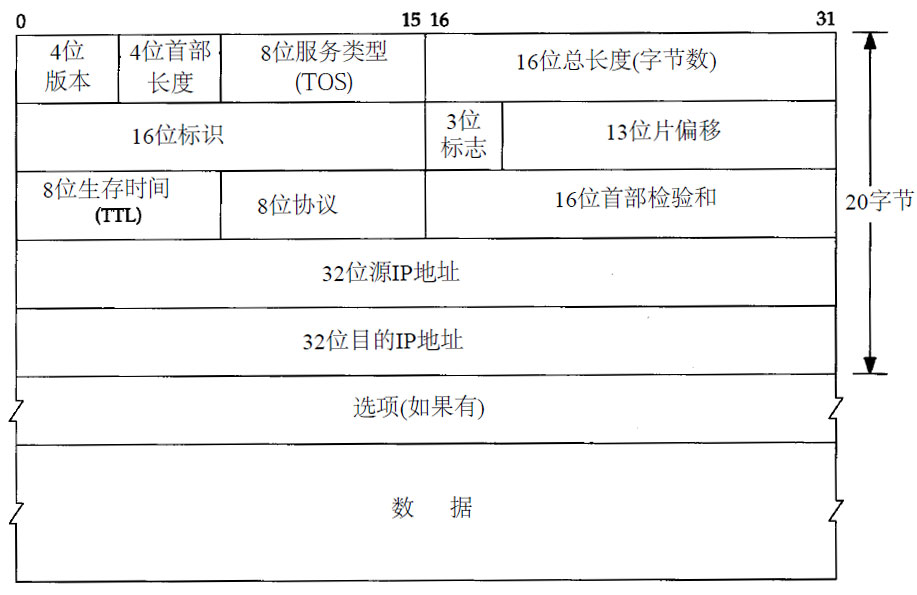 0 15 16 31
4位 4位首部 8位服务类型 16位总长度(字节数)
版本 长度 (TOS)
16位标识 3位 13位片偏移
标志
8位生存时间 8位协议 16位首部检验和 20字节
(TTL)
32位源IP地址
32位目的IP地址
选项(如果有)
数 据